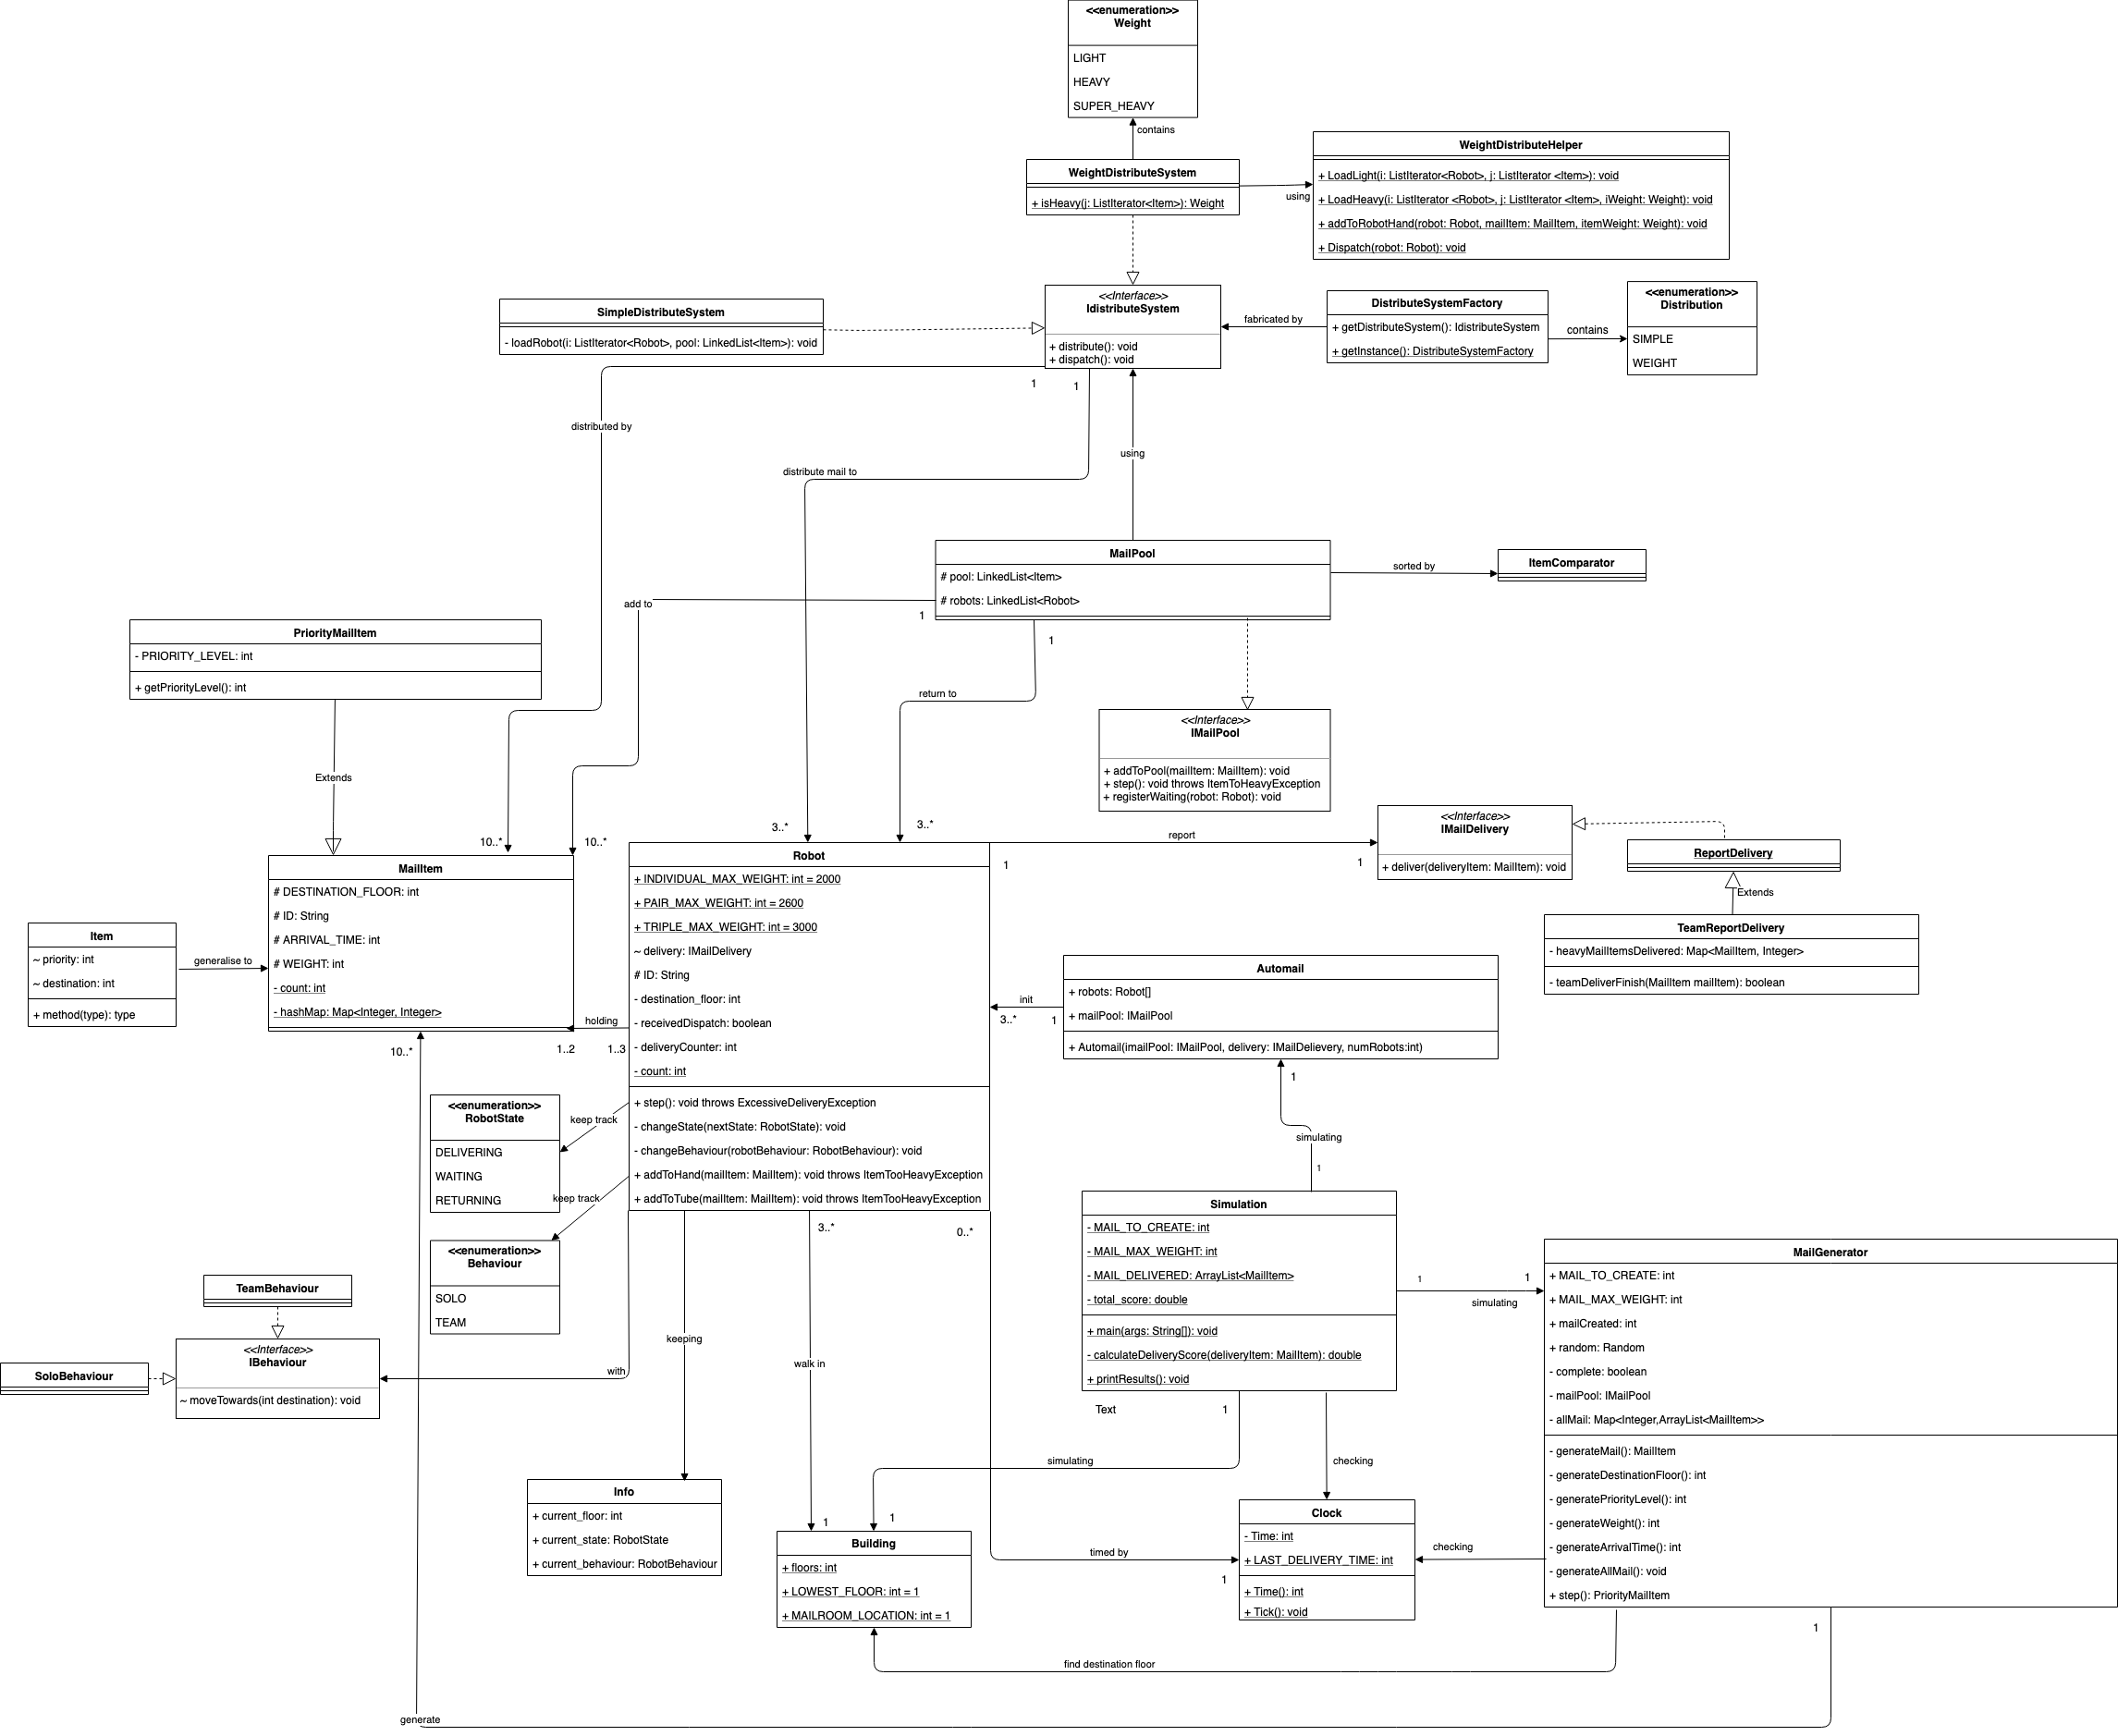 <<enumeration>>
Weight
LIGHT
HEAVY
SUPER_HEAVY
contains
WeightDistributeSystem
+ isHeavy(j: ListIterator<Item>): Weight
using
WeightDistributeHelper
+ LoadLight(i: ListIterator<Robot>, j: ListIterator <Item>): void
+ LoadHeavy(i: ListIterator <Robot>, j: ListIterator <Item>, iWeight: Weight): void
+ addToRobotHand(robot: Robot, mailItem: MailItem, itemWeight: Weight): void
+ Dispatch(robot: Robot): void
SimpleDistributeSystem
- loadRobot(i: ListIterator<Robot>, pool: LinkedList<Item>): void
<<Interface>>
IdistributeSystem
+ distribute(): void
+ dispatch(): void
fabricated by
DistributeSystemFactory
+ getDistributeSystem(): IdistributeSystem
+ getInstance(): DistributeSystemFactory
contains
<<enumeration>>
Distribution
SIMPLE
WEIGHT
1
1
distributed by
distribute mail to
using
MailPool
# pool: LinkedList<Item>
# robots: LinkedList<Robot>
sorted by
ItemComparator
add to
1
1
return to
PriorityMailItem
- PRIORITY_LEVEL: int
+ getPriorityLevel(): int
Extends
<<Interface>>
IMailPool
+ addToPool(mailItem: MailItem): void
+ step(): void throws ItemToHeavyException
+ registerWaiting(robot: Robot): void
10..*
10..*
3..*
3..*
MailItem
# DESTINATION_FLOOR: int
# ID: String
# ARRIVAL_TIME: int
# WEIGHT: int
- count: int
- hashMap: Map<Integer, Integer>
Item
~ priority: int
~ destination: int
+ method(type): type
generalise to
Robot
+ INDIVIDUAL_MAX_WEIGHT: int = 2000
+ PAIR_MAX_WEIGHT: int = 2600
+ TRIPLE_MAX_WEIGHT: int = 3000
~ delivery: IMailDelivery
# ID: String
- destination_floor: int
- receivedDispatch: boolean
- deliveryCounter: int
- count: int
+ step(): void throws ExcessiveDeliveryException
- changeState(nextState: RobotState): void
- changeBehaviour(robotBehaviour: RobotBehaviour): void
+ addToHand(mailItem: MailItem): void throws ItemTooHeavyException
+ addToTube(mailItem: MailItem): void throws ItemTooHeavyException
report
1
1
<<Interface>>
IMailDelivery
+ deliver(deliveryItem: MailItem): void
ReportDelivery
Extends
TeamReportDelivery
- heavyMailItemsDelivered: Map<MailItem, Integer>
- teamDeliverFinish(MailItem mailItem): boolean
holding
1..2
1..3
10..*
init
3..*
1
Automail
+ robots: Robot[]
+ mailPool: IMailPool
+ Automail(imailPool: IMailPool, delivery: IMailDelievery, numRobots:int)
1
simulating
1
<<enumeration>>
RobotState
DELIVERING
WAITING
RETURNING
keep track
keep track
<<enumeration>>
Behaviour
SOLO
TEAM
3..*
0..*
Simulation
- MAIL_TO_CREATE: int
- MAIL_MAX_WEIGHT: int
- MAIL_DELIVERED: ArrayList<MailItem>
- total_score: double
+ main(args: String[]): void
- calculateDeliveryScore(deliveryItem: MailItem): double
+ printResults(): void
1
1
simulating
MailGenerator
+ MAIL_TO_CREATE: int
+ MAIL_MAX_WEIGHT: int
+ mailCreated: int
+ random: Random
- complete: boolean
- mailPool: IMailPool
- allMail: Map<Integer,ArrayList<MailItem>>
- generateMail(): MailItem
- generateDestinationFloor(): int
- generatePriorityLevel(): int
- generateWeight(): int
- generateArrivalTime(): int
- generateAllMail(): void
+ step(): PriorityMailItem
TeamBehaviour
SoloBehaviour
<<Interface>>
IBehaviour
~ moveTowards(int destination): void
with
keeping
walk in
Text
1
simulating
checking
Info
+ current_floor: int
+ current_state: RobotState
+ current_behaviour: RobotBehaviour
1
1
Building
+ floors: int
+ LOWEST_FLOOR: int = 1
+ MAILROOM_LOCATION: int = 1
timed by
1
Clock
- Time: int
+ LAST_DELIVERY_TIME: int
+ Time(): int
+ Tick(): void
checking
1
find destination floor
generate